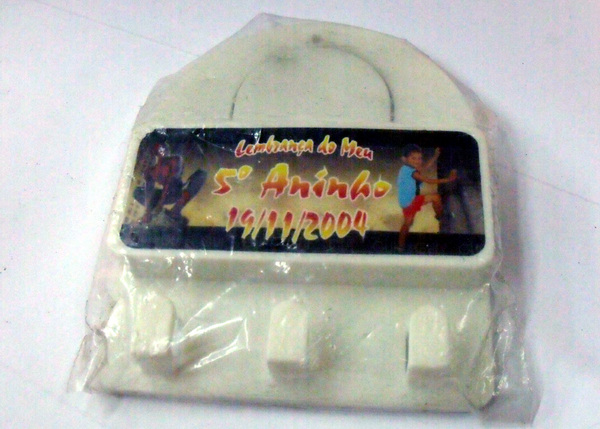 Lembrança do Meu
5º Aninho
19/11/2004